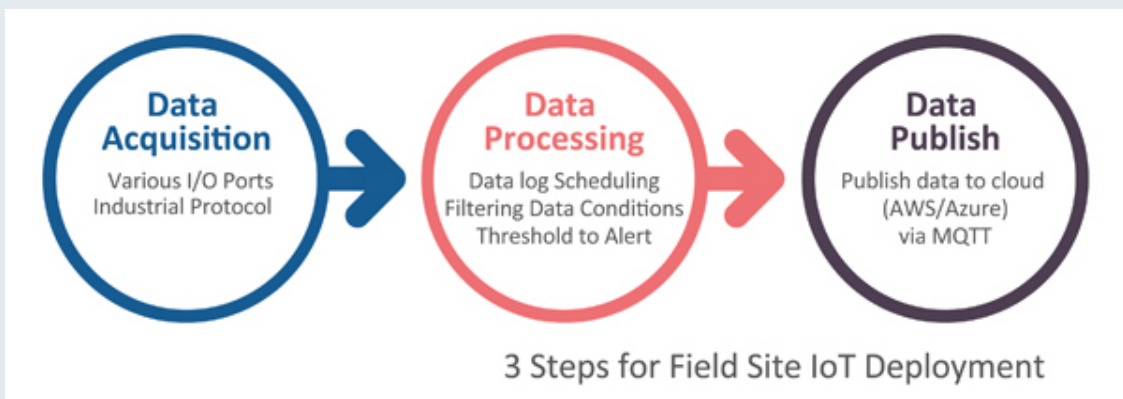 Data
Acquisition
Various I/O Ports
Industrial Protocol
Data
Processing
Data log Scheduling
Filtering Data Conditions
Threshold to Alert
Data
Publish
Publish data to cloud
(AWS/Azure)
via MQTT
3 Steps for Field Site IoT Deployment